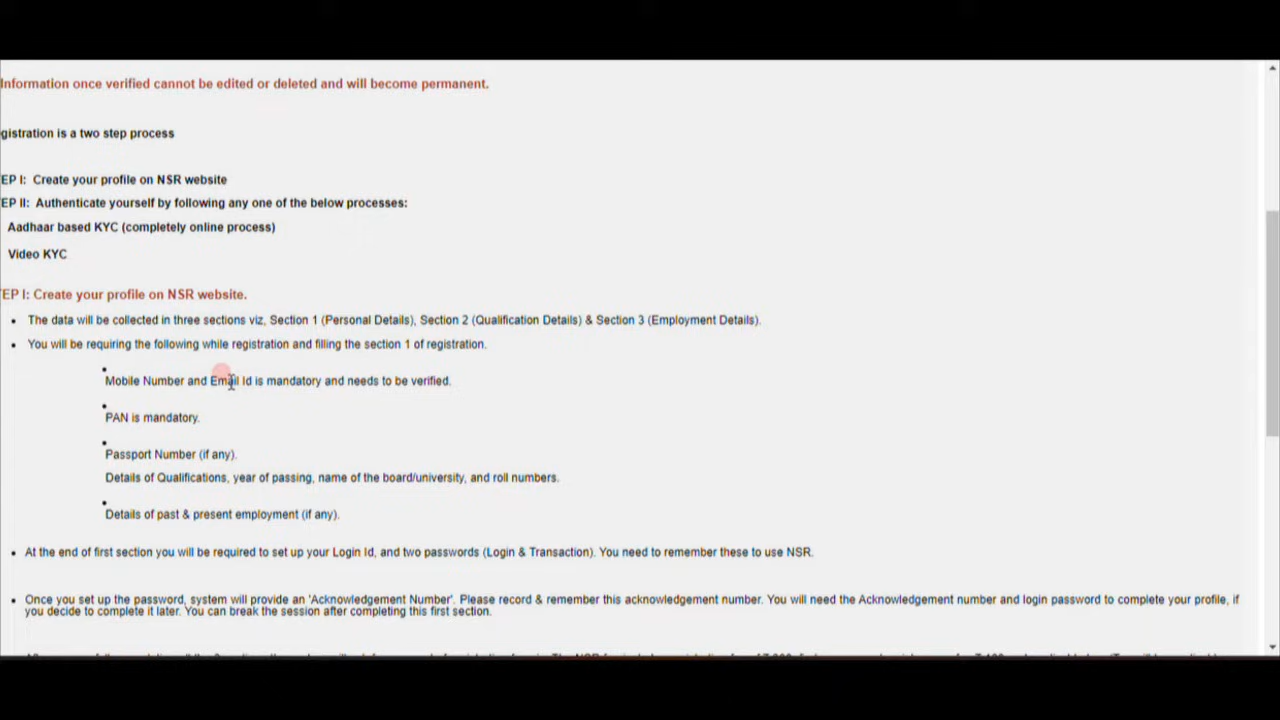 Information once verified cannot be edited or deleted and will become permanent.
gistration is a two step process
EP I: Create your profile on NSR website
EP II: Authenticate yourself by following any one of the below processes:
Aadhaar based KYC (completely online process)
Video KYC
EP I: Create your profile on NSR website.
• The data will be collected in three sections viz, Section 1 (Personal Details), Section 2 (Qualification Details) & Section 3 (Employment Details).
• You will be requiring the following while registration and filling the section 1 of registration.
• Mobile Number and Email Id is mandatory and needs to be verified.
• PAN is mandatory.
• Passport Number (if any).
Details of Qualifications, year of passing, name of the board/university, and roll numbers.
• Details of past & present employment (if any).
• At the end of first section you will be required to set up your Login Id, and two passwords (Login & Transaction). You need to remember these to use NSR.
• Once you set up the password, system will provide an 'Acknowledgement Number'. Please record & remember this acknowledgement number. You will need the Acknowledgement number and login password to complete your profile, if
you decide to complete it later. You can break the session after completing this first section.